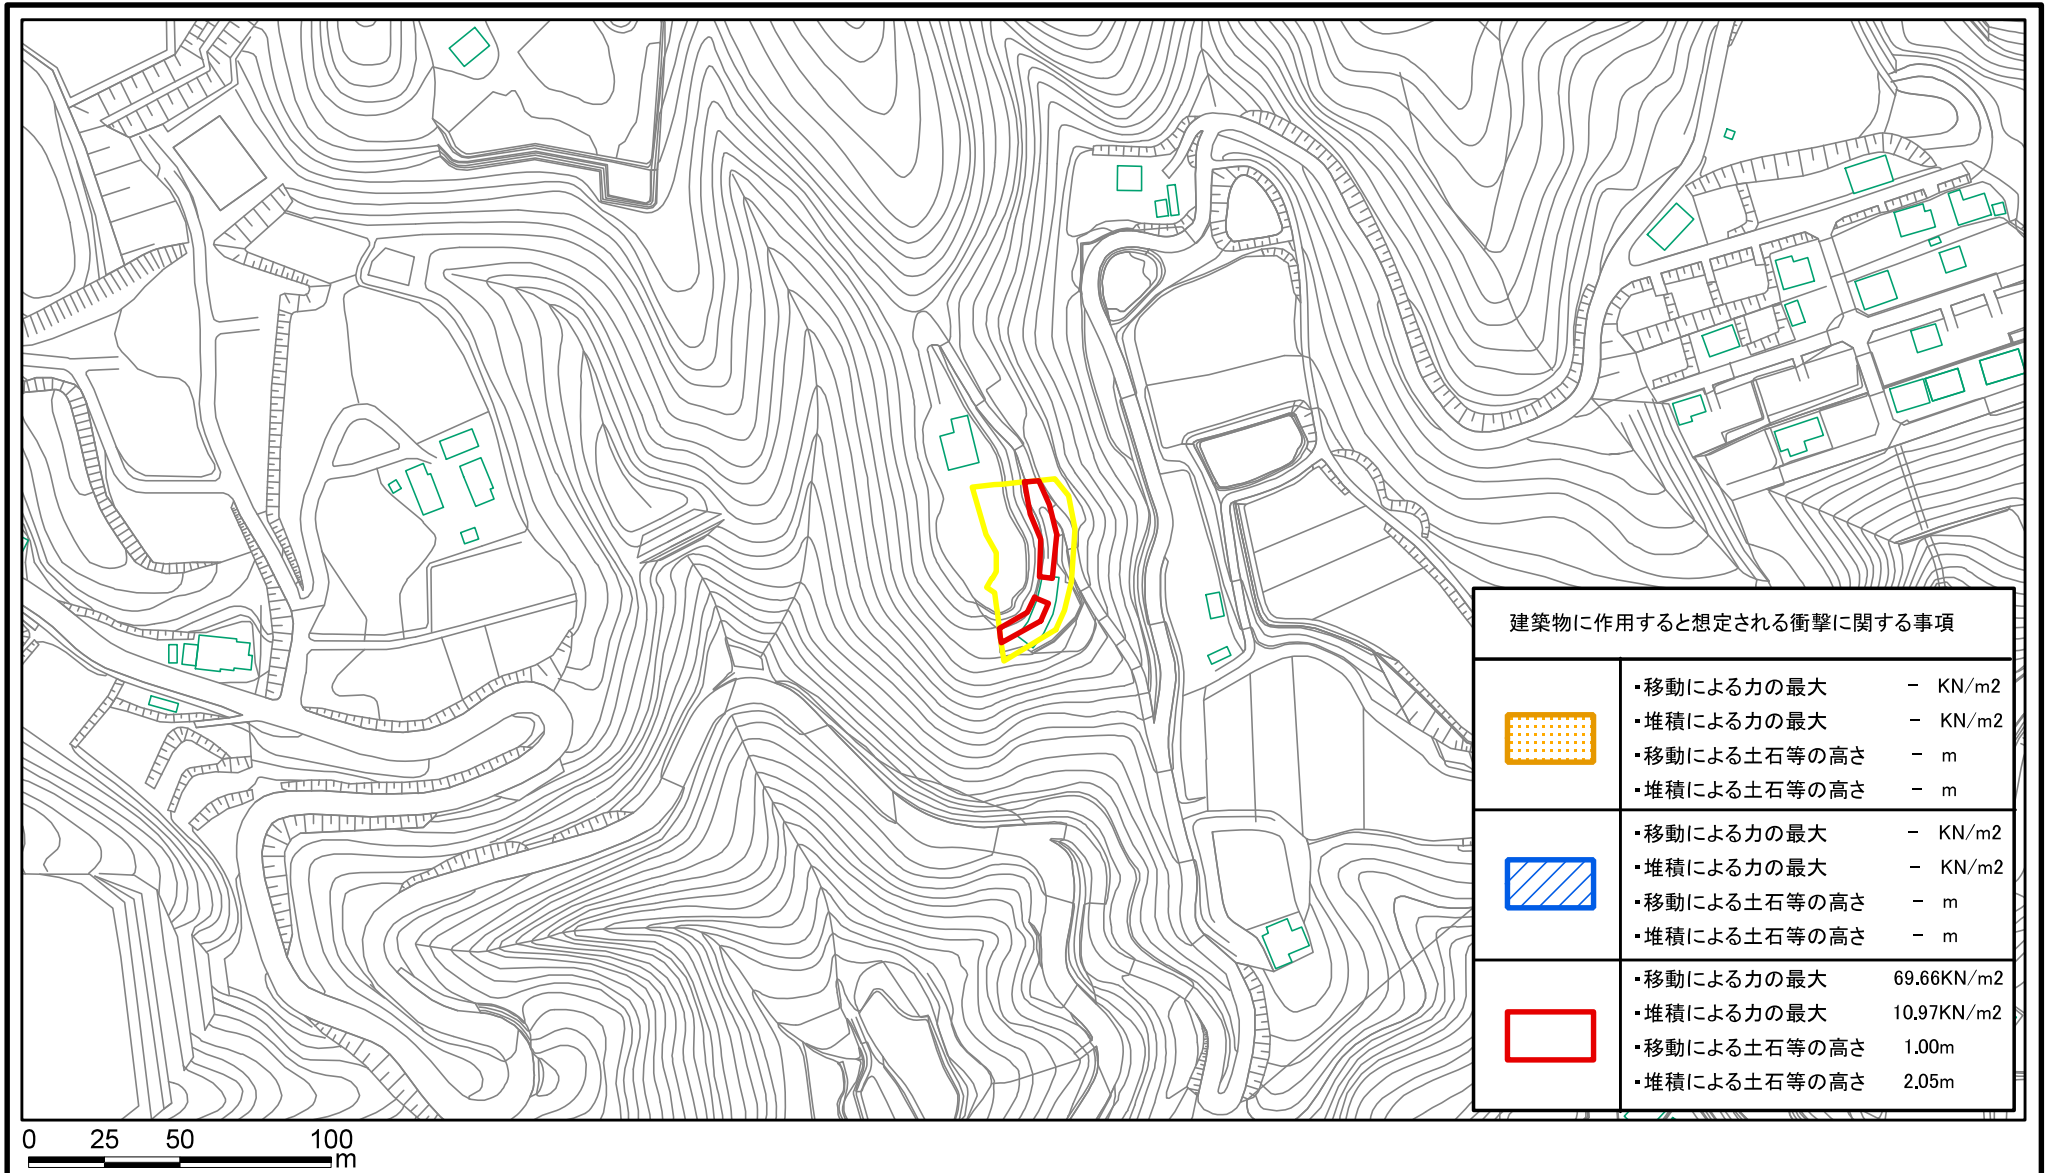 建築物に作用すると想定される衝撃に関する事項
・移動による力の最大 － KN/m2
・堆積による力の最大 － KN/m2
・移動による土石等の高さ － m
・堆積による土石等の高さ － m
・移動による力の最大 － KN/m2
・堆積による力の最大 － KN/m2
・移動による土石等の高さ － m
・堆積による土石等の高さ － m
・移動による力の最大 69.66KN/m2
・堆積による力の最大 10.97KN/m2
・移動による土石等の高さ 1.00m
・堆積による土石等の高さ 2.05m
0 25 50 100
m